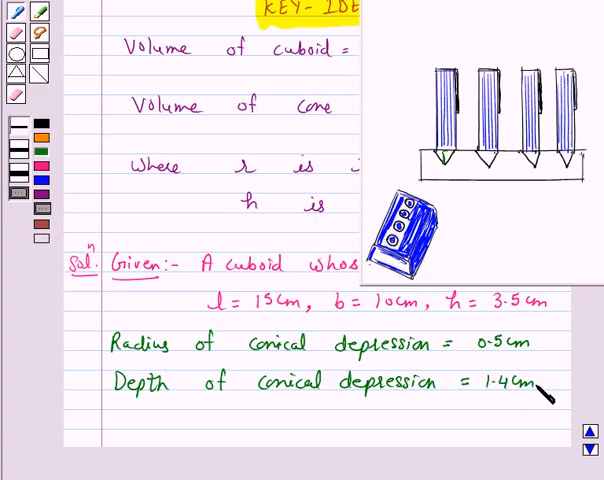 KEY-IDE
Volume of cuboid =
Volume of cone
where r is
h is
Solⁿ. Given:- A cuboid whos
l = 15cm, b = 10cm, h = 3.5cm
Radius of conical depression = 0.5cm
Depth of conical depression = 1.4cm